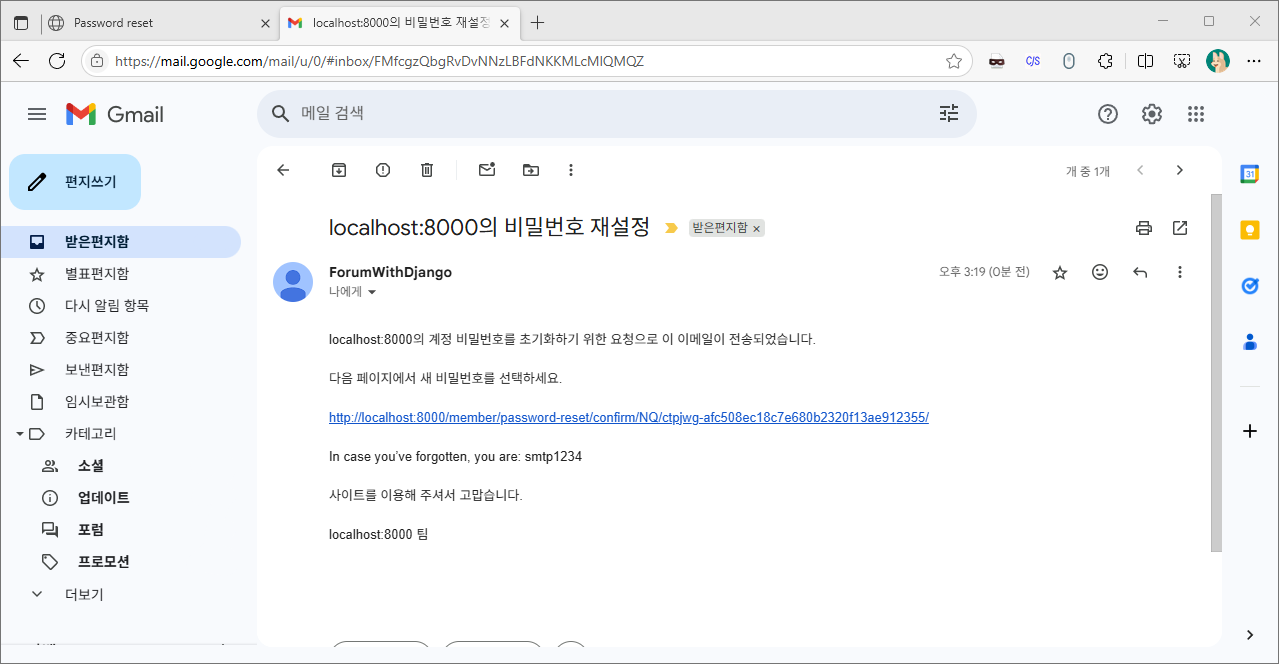 Password reset
localhost:8000의 비밀번호 재설정
https://mail.google.com/mail/u/0/#inbox/FMfcgzQbgRvDvNNzLBFdNKKMLcMlQMQZ
C/S
Gmail
메일 검색
편지쓰기
개 중 1개
31
받은편지함
별표편지함
다시 알림 항목
중요편지함
보낸편지함
임시보관함
카테고리
소셜
업데이트
포럼
프로모션
더보기
localhost:8000의 비밀번호 재설정
받은편지함 ×
ForumWithDjango
오후 3:19 (0분 전)
나에게
localhost:8000의 계정 비밀번호를 초기화하기 위한 요청으로 이 이메일이 전송되었습니다.
다음 페이지에서 새 비밀번호를 선택하세요.
http://localhost:8000/member/password-reset/confirm/NQ/ctpjwg-afc508ec18c7e680b2320f13ae912355/
In case you’ve forgotten, you are: smtp1234
사이트를 이용해 주셔서 고맙습니다.
localhost:8000 팀